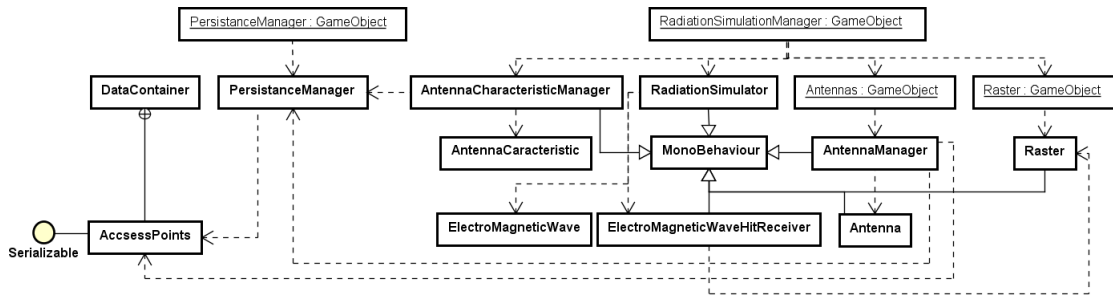 PersistanceManager : GameObject
RadiationSimulationManager : GameObject
DataContainer
PersistanceManager
AntennaCharacteristicManager
RadiationSimulator
Antennas : GameObject
Raster : GameObject
AntennaCaracteristic
MonoBehaviour
AntennaManager
Raster
AccsessPoints
Serializable
ElectroMagneticWave
ElectroMagneticWaveHitReceiver
Antenna